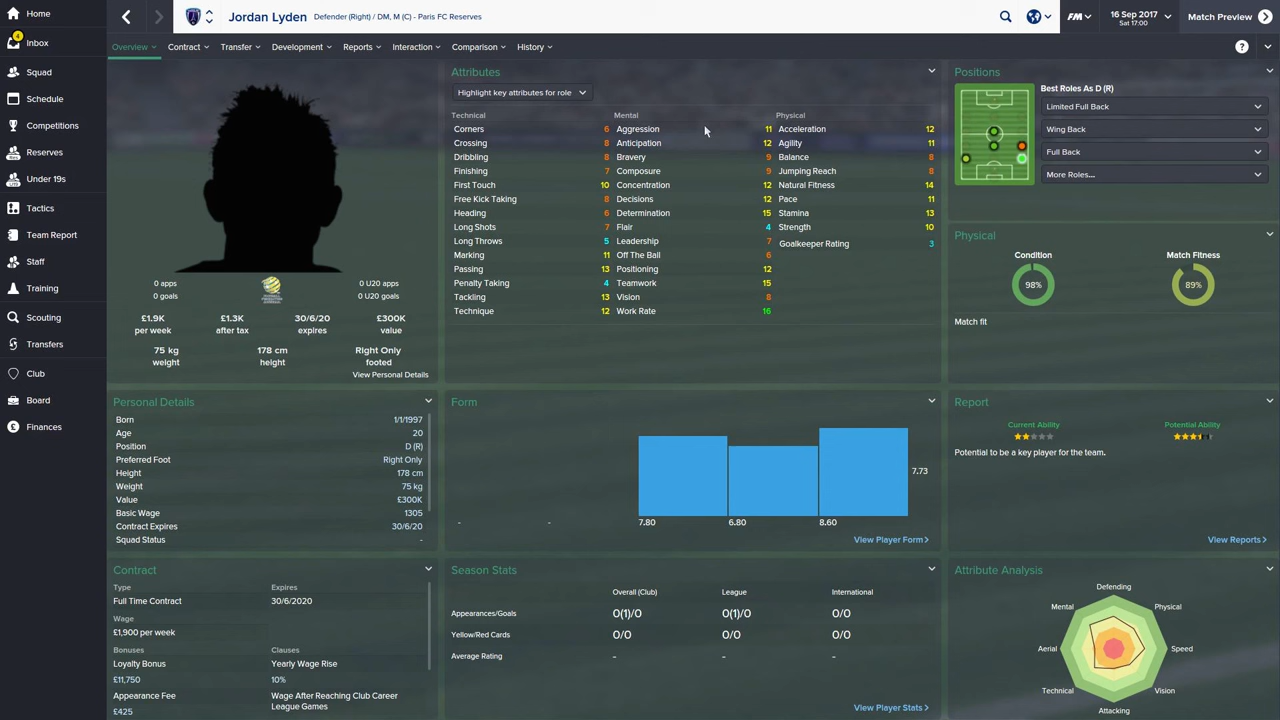 Home
Inbox
4
Squad
Schedule
Competitions
Reserves
Under 19s
Tactics
Team Report
Staff
Training
Scouting
Transfers
Club
Board
Finances
Jordan Lyden
Defender (Right) / DM, M (C) - Paris FC Reserves
FM
16 Sep 2017
Sat 17:00
Match Preview
Overview Contract Transfer Development Reports Interaction Comparison History
?
0 apps 0 U20 apps
0 goals 0 U20 goals
£1.9K £1.3K 30/6/20 £300K
per week after tax expires value
75 kg 178 cm Right Only
weight height footed
View Personal Details
Attributes
Highlight key attributes for role
Technical Mental Physical
Corners 6 Aggression 11 Acceleration 12
Crossing 8 Anticipation 12 Agility 11
Dribbling 8 Bravery 9 Balance 8
Finishing 7 Composure 9 Jumping Reach 8
First Touch 10 Concentration 12 Natural Fitness 14
Free Kick Taking 8 Decisions 12 Pace 11
Heading 6 Determination 15 Stamina 13
Long Shots 7 Flair 4 Strength 10
Long Throws 5 Leadership 7 Goalkeeper Rating 3
Marking 11 Off The Ball 6
Passing 13 Positioning 12
Penalty Taking 4 Teamwork 15
Tackling 13 Vision 8
Technique 12 Work Rate 16
Positions
Best Roles As D (R)
Limited Full Back
Wing Back
Full Back
More Roles...
Physical
Condition Match Fitness
98% 89%
Match fit
Personal Details
Born 1/1/1997
Age 20
Position D (R)
Preferred Foot Right Only
Height 178 cm
Weight 75 kg
Value £300K
Basic Wage 1305
Contract Expires 30/6/20
Squad Status -
Form
7.73
- - 7.80 6.80 8.60
View Player Form
Report
Current Ability Potential Ability
Potential to be a key player for the team.
View Reports
Contract
Type Expires
Full Time Contract 30/6/2020
Wage
£1,900 per week
Bonuses Clauses
Loyalty Bonus Yearly Wage Rise
£11,750 10%
Appearance Fee Wage After Reaching Club Career
League Games
£425
Season Stats
Overall (Club) League International
Appearances/Goals 0(1)/0 0(1)/0 0/0
Yellow/Red Cards 0/0 0/0 0/0
Average Rating - - -
View Player Stats
Attribute Analysis
Defending
Mental Physical
Aerial Speed
Technical Vision
Attacking